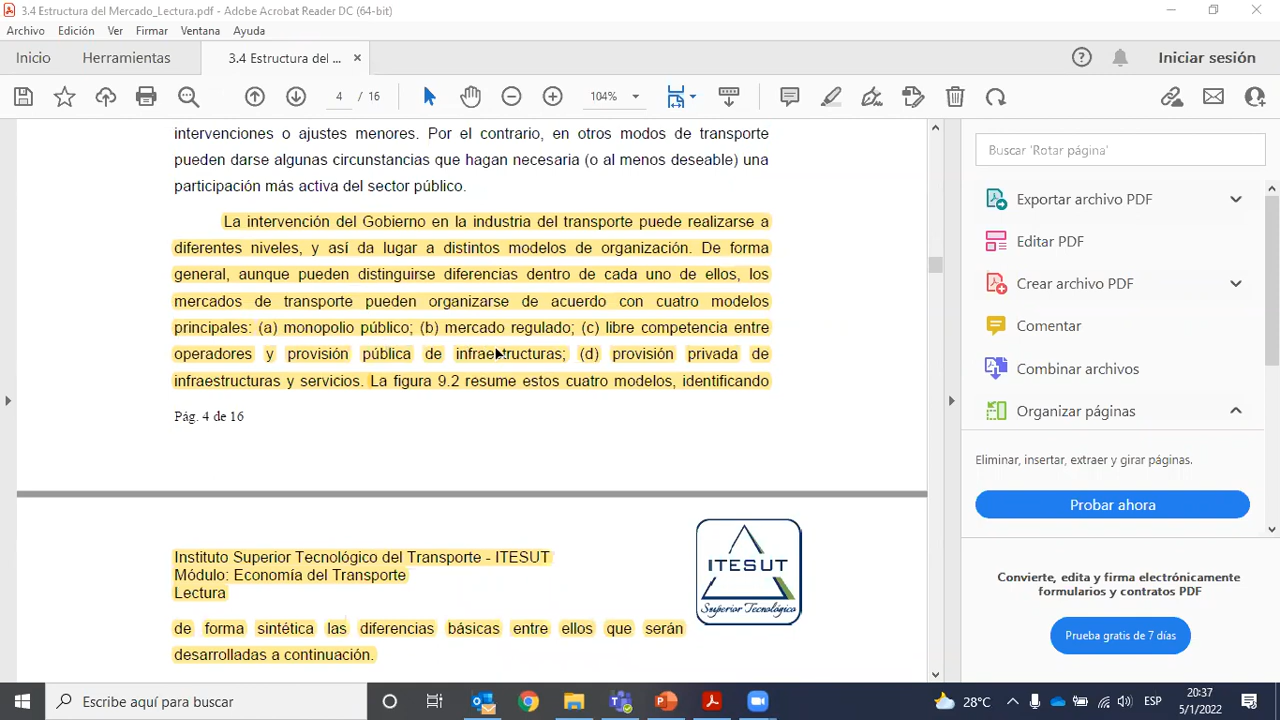 3.4 Estructura del Mercado_Lectura.pdf - Adobe Acrobat Reader DC (64-bit)
Archivo Edición Ver Firmar Ventana Ayuda
Inicio Herramientas 3.4 Estructura del ... × Iniciar sesión
4 / 16 104%
intervenciones o ajustes menores. Por el contrario, en otros modos de transporte
pueden darse algunas circunstancias que hagan necesaria (o al menos deseable) una
participación más activa del sector público.
La intervención del Gobierno en la industria del transporte puede realizarse a
diferentes niveles, y así da lugar a distintos modelos de organización. De forma
general, aunque pueden distinguirse diferencias dentro de cada uno de ellos, los
mercados de transporte pueden organizarse de acuerdo con cuatro modelos
principales: (a) monopolio público; (b) mercado regulado; (c) libre competencia entre
operadores y provisión pública de infraestructuras; (d) provisión privada de
infraestructuras y servicios. La figura 9.2 resume estos cuatro modelos, identificando
Pág. 4 de 16
Instituto Superior Tecnológico del Transporte - ITESUT
Módulo: Economía del Transporte
Lectura
ITESUT
Superior Tecnológico
de forma sintética las diferencias básicas entre ellos que serán
desarrolladas a continuación.
Buscar 'Rotar página'
Exportar archivo PDF
Editar PDF
Crear archivo PDF
Comentar
Combinar archivos
Organizar páginas
Eliminar, insertar, extraer y girar páginas.
Probar ahora
Convierte, edita y firma electrónicamente
formularios y contratos PDF
Prueba gratis de 7 días
Escribe aquí para buscar
28°C
ESP
20:37
5/1/2022